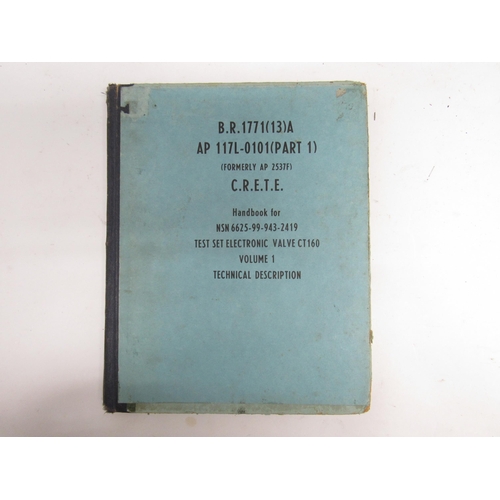 B.R.1771(13)A
AP 117L-0101(PART 1)
(FORMERLY AP 2537F)
C.R.E.T.E.
Handbook for
NSN 6625-99-943-2419
TEST SET ELECTRONIC VALVE CT160
VOLUME 1
TECHNICAL DESCRIPTION